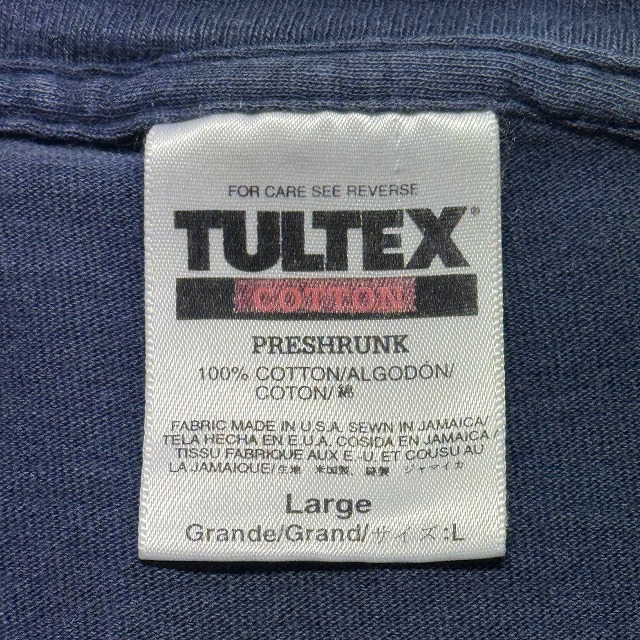 FOR CARE SEE REVERSE
TULTEX®
COTTON
PRESHRUNK
100% COTTON/ALGODÓN/
COTON/綿
FABRIC MADE IN U.S.A. SEWN IN JAMAICA/
TELA HECHA EN E.U.A. COSIDA EN JAMAICA/
TISSU FABRIQUE AUX E.-U. ET COUSU AU
LA JAMAIQUE/生地 米国製, 縫製 ジャマイカ
Large
Grande/Grand/サイズ:L